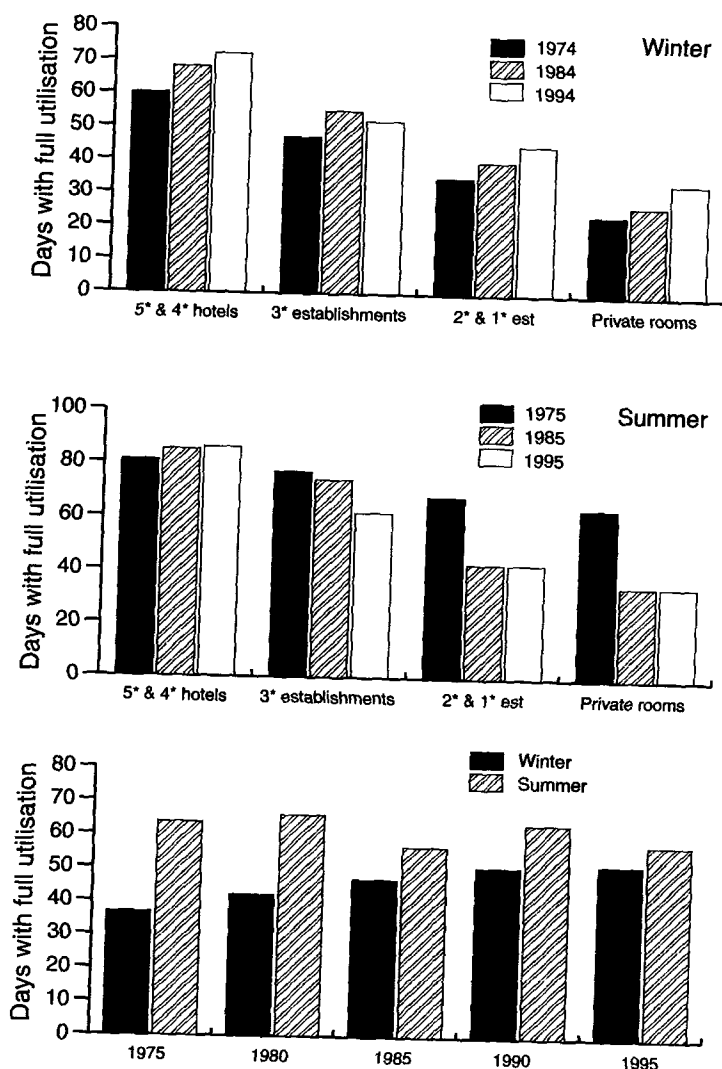 Days with full utilisation
80
70
60
50
40
30
20
10
0
1974
1984
1994
Winter
5* & 4* hotels
3* establishments
2* & 1* est
Private rooms
Days with full utilisation
100
80
60
40
20
0
1975
1985
1995
Summer
5* & 4* hotels
3* establishments
2* & 1* est
Private rooms
Days with full utilisation
80
70
60
50
40
30
20
10
0
Winter
Summer
1975
1980
1985
1990
1995